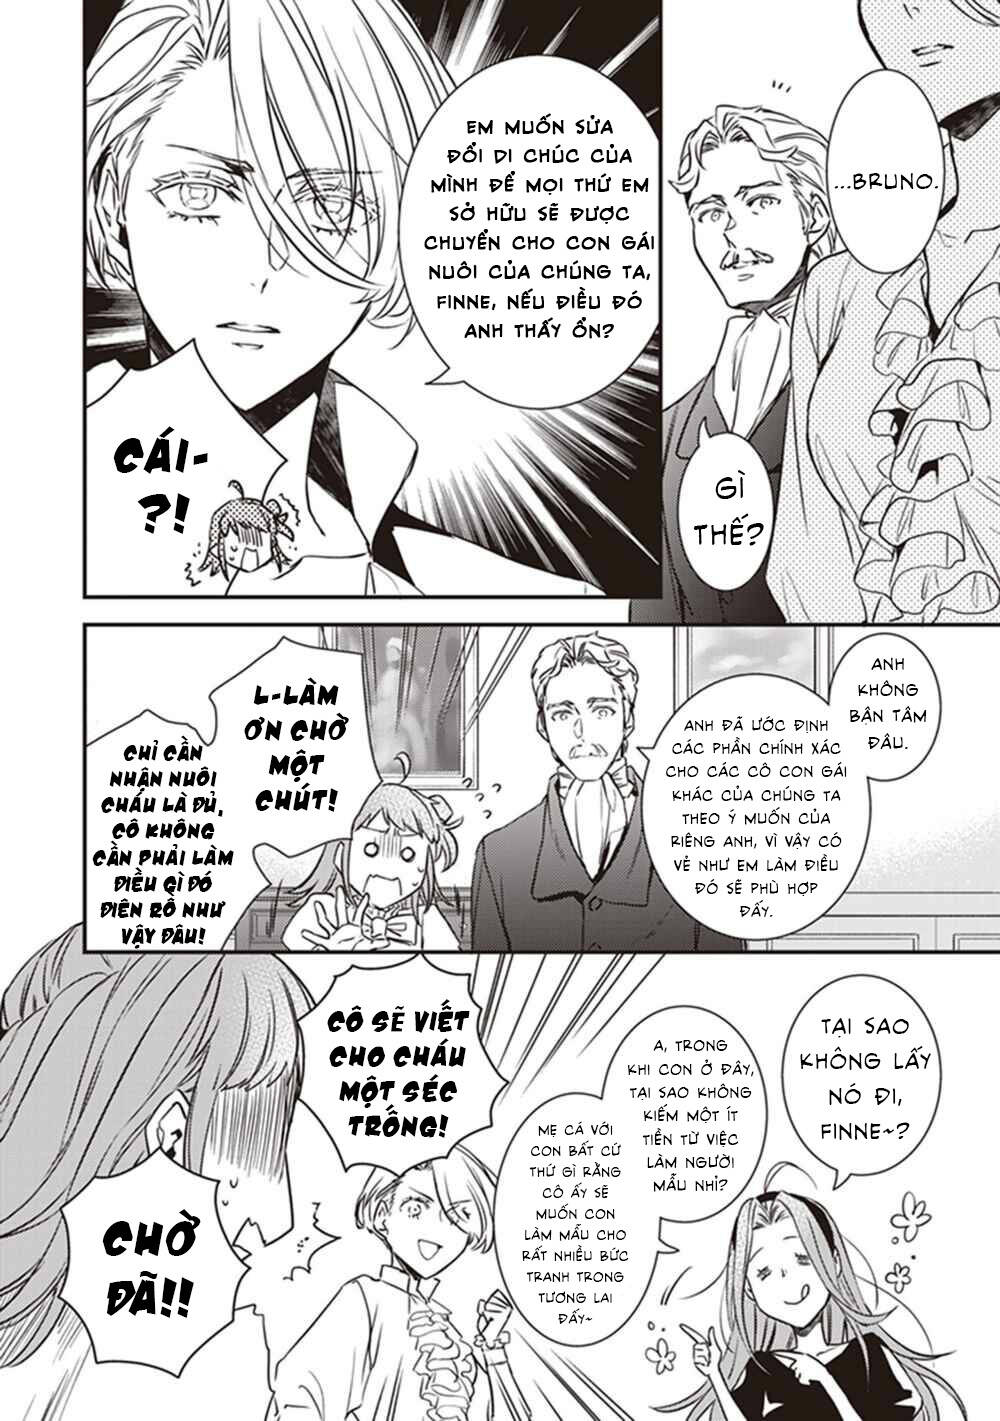 ...BRUNO.
GÌ
THẾ?
EM MUỐN SỬA
ĐỔI DI CHÚC CỦA
MÌNH ĐỂ MỌI THỨ EM
SỞ HỮU SẼ ĐƯỢC
CHUYỂN CHO CON GÁI
NUÔI CỦA CHÚNG TA,
FINNE, NẾU ĐIỀU ĐÓ
ANH THẤY ỔN?
CÁI-
?!
ANH
KHÔNG
BẬN TÂM
ĐÂU.
ANH ĐÃ ƯỚC ĐỊNH
CÁC PHẦN CHÍNH XÁC
CHO CÁC CÔ CON GÁI
KHÁC CỦA CHÚNG TA
THEO Ý MUỐN CỦA
RIÊNG ANH, VÌ VẬY CÓ
VẺ NHƯ EM LÀM ĐIỀU
ĐÓ SẼ PHÙ HỢP
ĐẤY.
L-LÀM
ƠN CHỜ
MỘT
CHÚT!
CHỈ CẦN
NHẬN NUÔI
CHÁU LÀ ĐỦ,
CÔ KHÔNG
CẦN PHẢI LÀM
ĐIỀU GÌ ĐÓ
ĐIÊN RỒ NHƯ
VẬY ĐÂU!
TẠI SAO
KHÔNG LẤY
NÓ ĐI,
FINNE~?
A, TRONG
KHI CON Ở ĐÂY,
TẠI SAO KHÔNG
KIẾM MỘT ÍT
TIỀN TỪ VIỆC
LÀM NGƯỜI
MẪU NHỈ?
MẸ CÁ VỚI
CON BẤT CỨ
THỨ GÌ RẰNG
CÔ ẤY SẼ
MUỐN CON
LÀM MẪU CHO
RẤT NHIỀU BỨC
TRANH TRONG
TƯƠNG LAI
ĐẤY~
CÔ SẼ VIẾT
CHO CHÁU
MỘT SÉC
TRỐNG!
CHỜ
ĐÃ!!